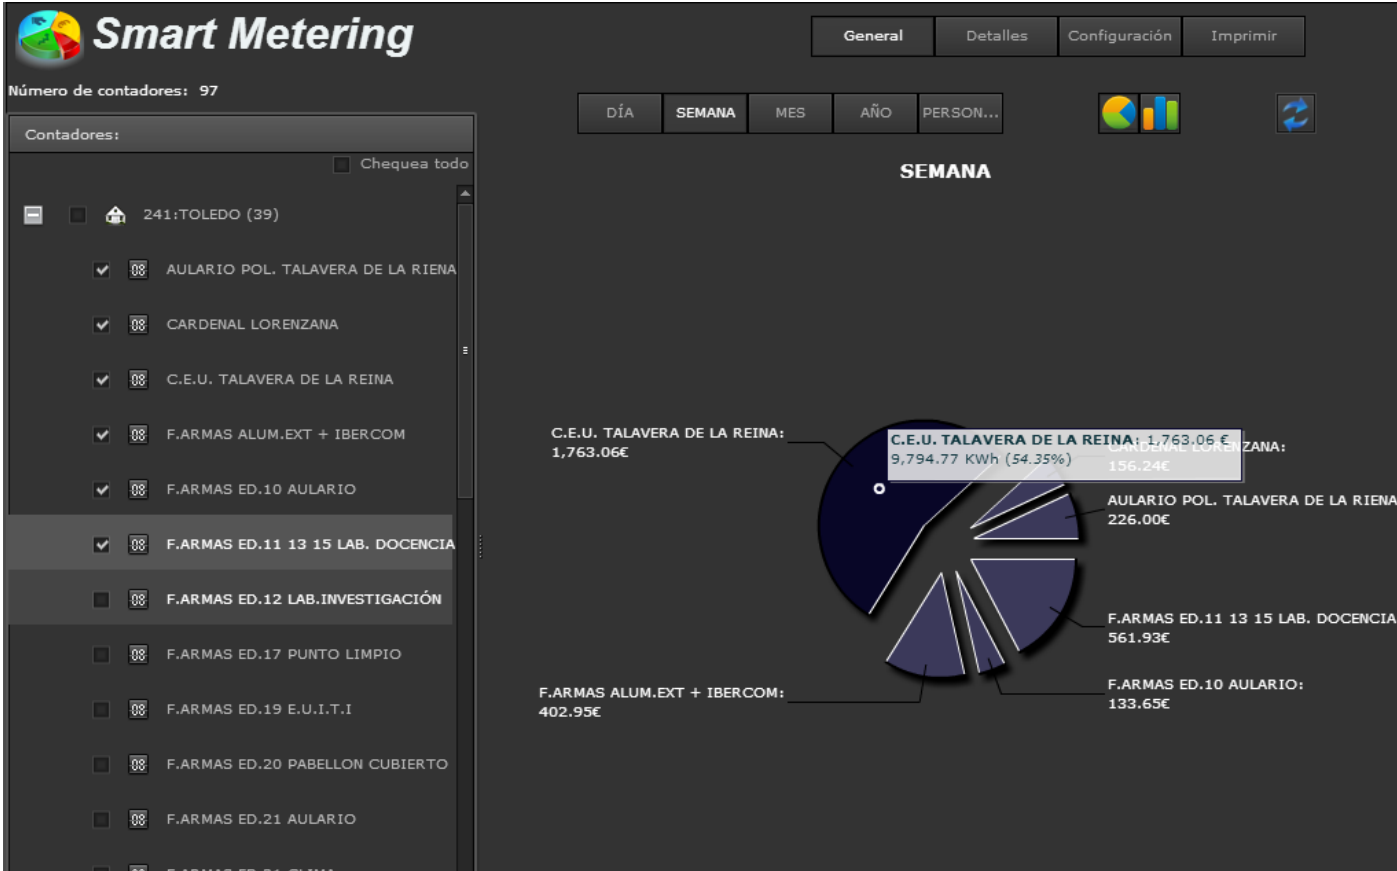 Smart Metering
General
Detalles
Configuración
Imprimir
Número de contadores: 97
DÍA
SEMANA
MES
AÑO
PERSON...
Contadores:
Chequea todo
SEMANA
241:TOLEDO (39)
AULARIO POL. TALAVERA DE LA RIENA
CARDENAL LORENZANA
C.E.U. TALAVERA DE LA REINA
F.ARMAS ALUM.EXT + IBERCOM
F.ARMAS ED.10 AULARIO
F.ARMAS ED.11 13 15 LAB. DOCENCIA
F.ARMAS ED.12 LAB.INVESTIGACIÓN
F.ARMAS ED.17 PUNTO LIMPIO
F.ARMAS ED.19 E.U.I.T.I
F.ARMAS ED.20 PABELLON CUBIERTO
F.ARMAS ED.21 AULARIO
C.E.U. TALAVERA DE LA REINA:
1,763.06€
C.E.U. TALAVERA DE LA REINA: 1,763.06 €
9,794.77 KWh (54.35%)
CARDENAL LORENZANA:
156.24€
AULARIO POL. TALAVERA DE LA RIENA
226.00€
F.ARMAS ED.11 13 15 LAB. DOCENCIA
561.93€
F.ARMAS ED.10 AULARIO:
133.65€
F.ARMAS ALUM.EXT + IBERCOM:
402.95€